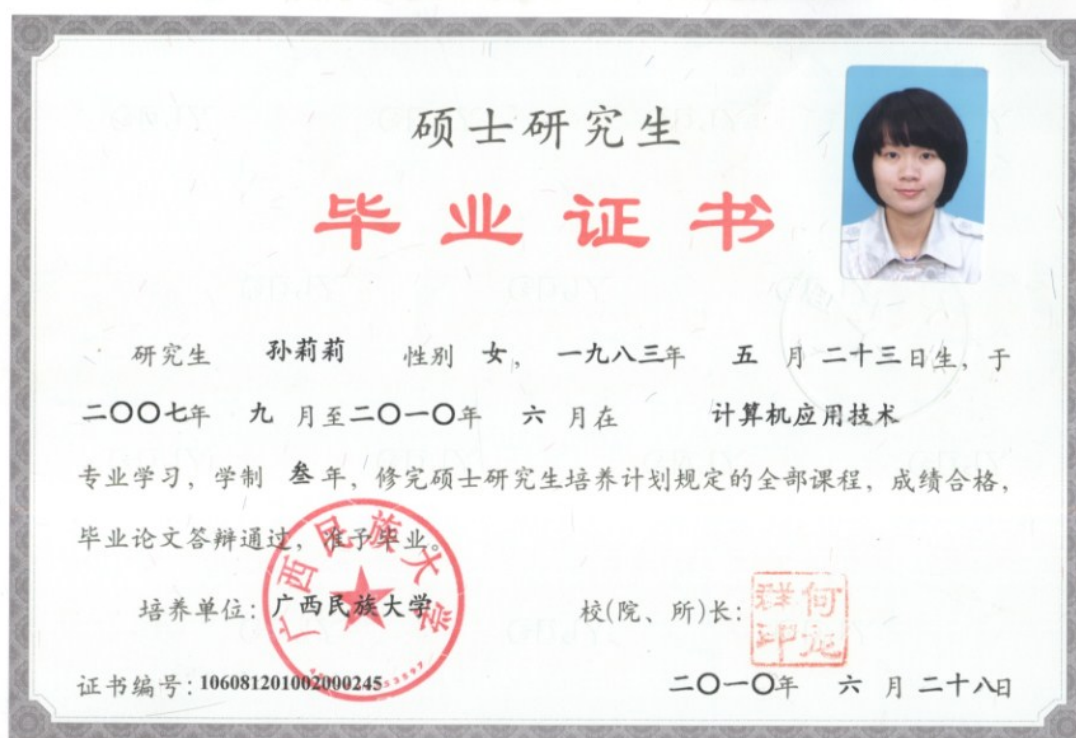 硕士研究生
毕业证书
研究生 孙莉莉 性别 女，一九八三年 五 月 二十三日生，于
二〇〇七年 九 月至二〇一〇年 六 月在 计算机应用技术
专业学习，学制 叁 年，修完硕士研究生培养计划规定的全部课程，成绩合格，
毕业论文答辩通过，准予毕业。
广西民族大学
培养单位：广西民族大学 校(院、所)长：
何龙群印
证书编号：106081201002000245 二〇一〇年 六 月 二十八日